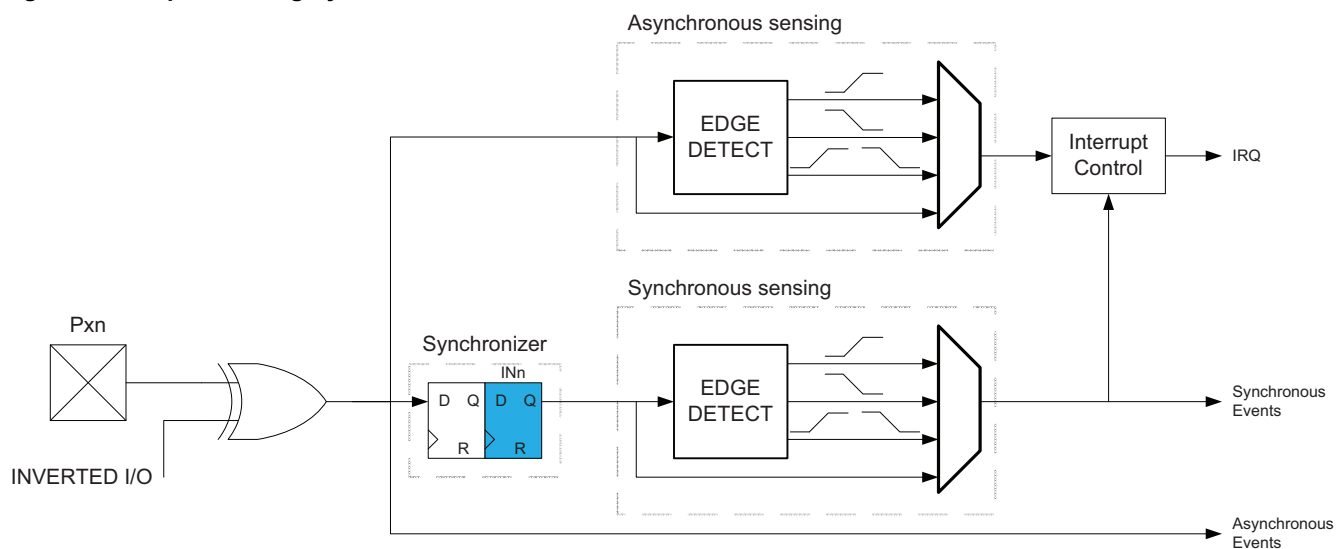 Asynchronous sensing
EDGE
DETECT
Interrupt
Control
IRQ
Synchronous sensing
Pxn
Synchronizer
INn
D Q D Q
R R
EDGE
DETECT
Synchronous
Events
INVERTED I/O
Asynchronous
Events